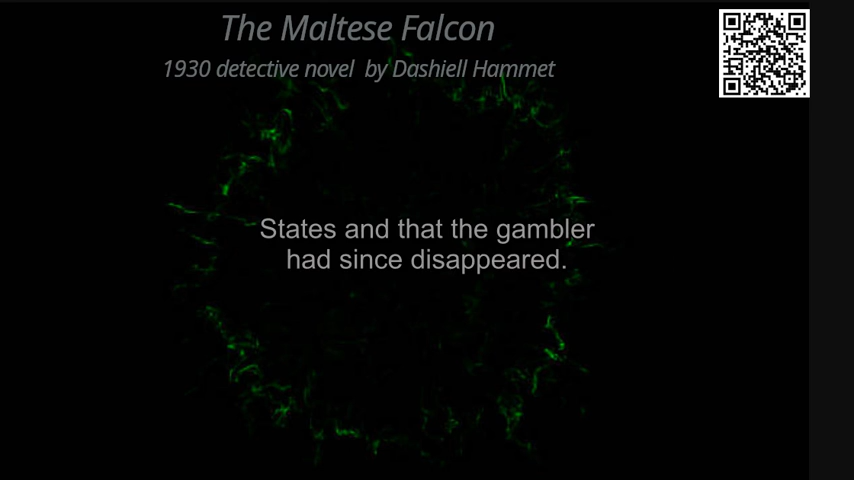 The Maltese Falcon
1930 detective novel by Dashiell Hammet
States and that the gambler
had since disappeared.